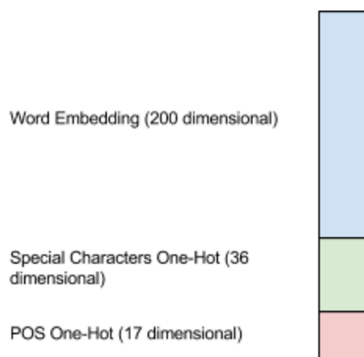 Word Embedding (200 dimensional)
Special Characters One-Hot (36
dimensional)
POS One-Hot (17 dimensional)